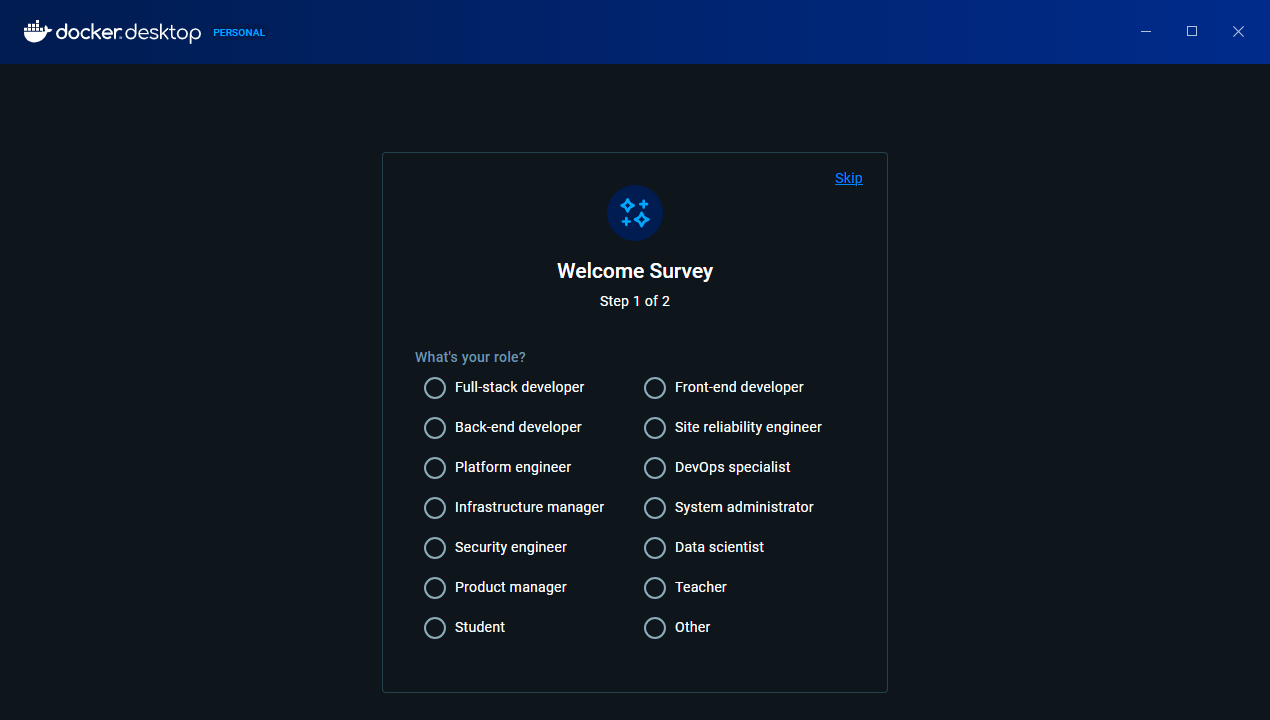 docker desktop PERSONAL
Skip
Welcome Survey
Step 1 of 2
What's your role?
Full-stack developer Front-end developer
Back-end developer Site reliability engineer
Platform engineer DevOps specialist
Infrastructure manager System administrator
Security engineer Data scientist
Product manager Teacher
Student Other